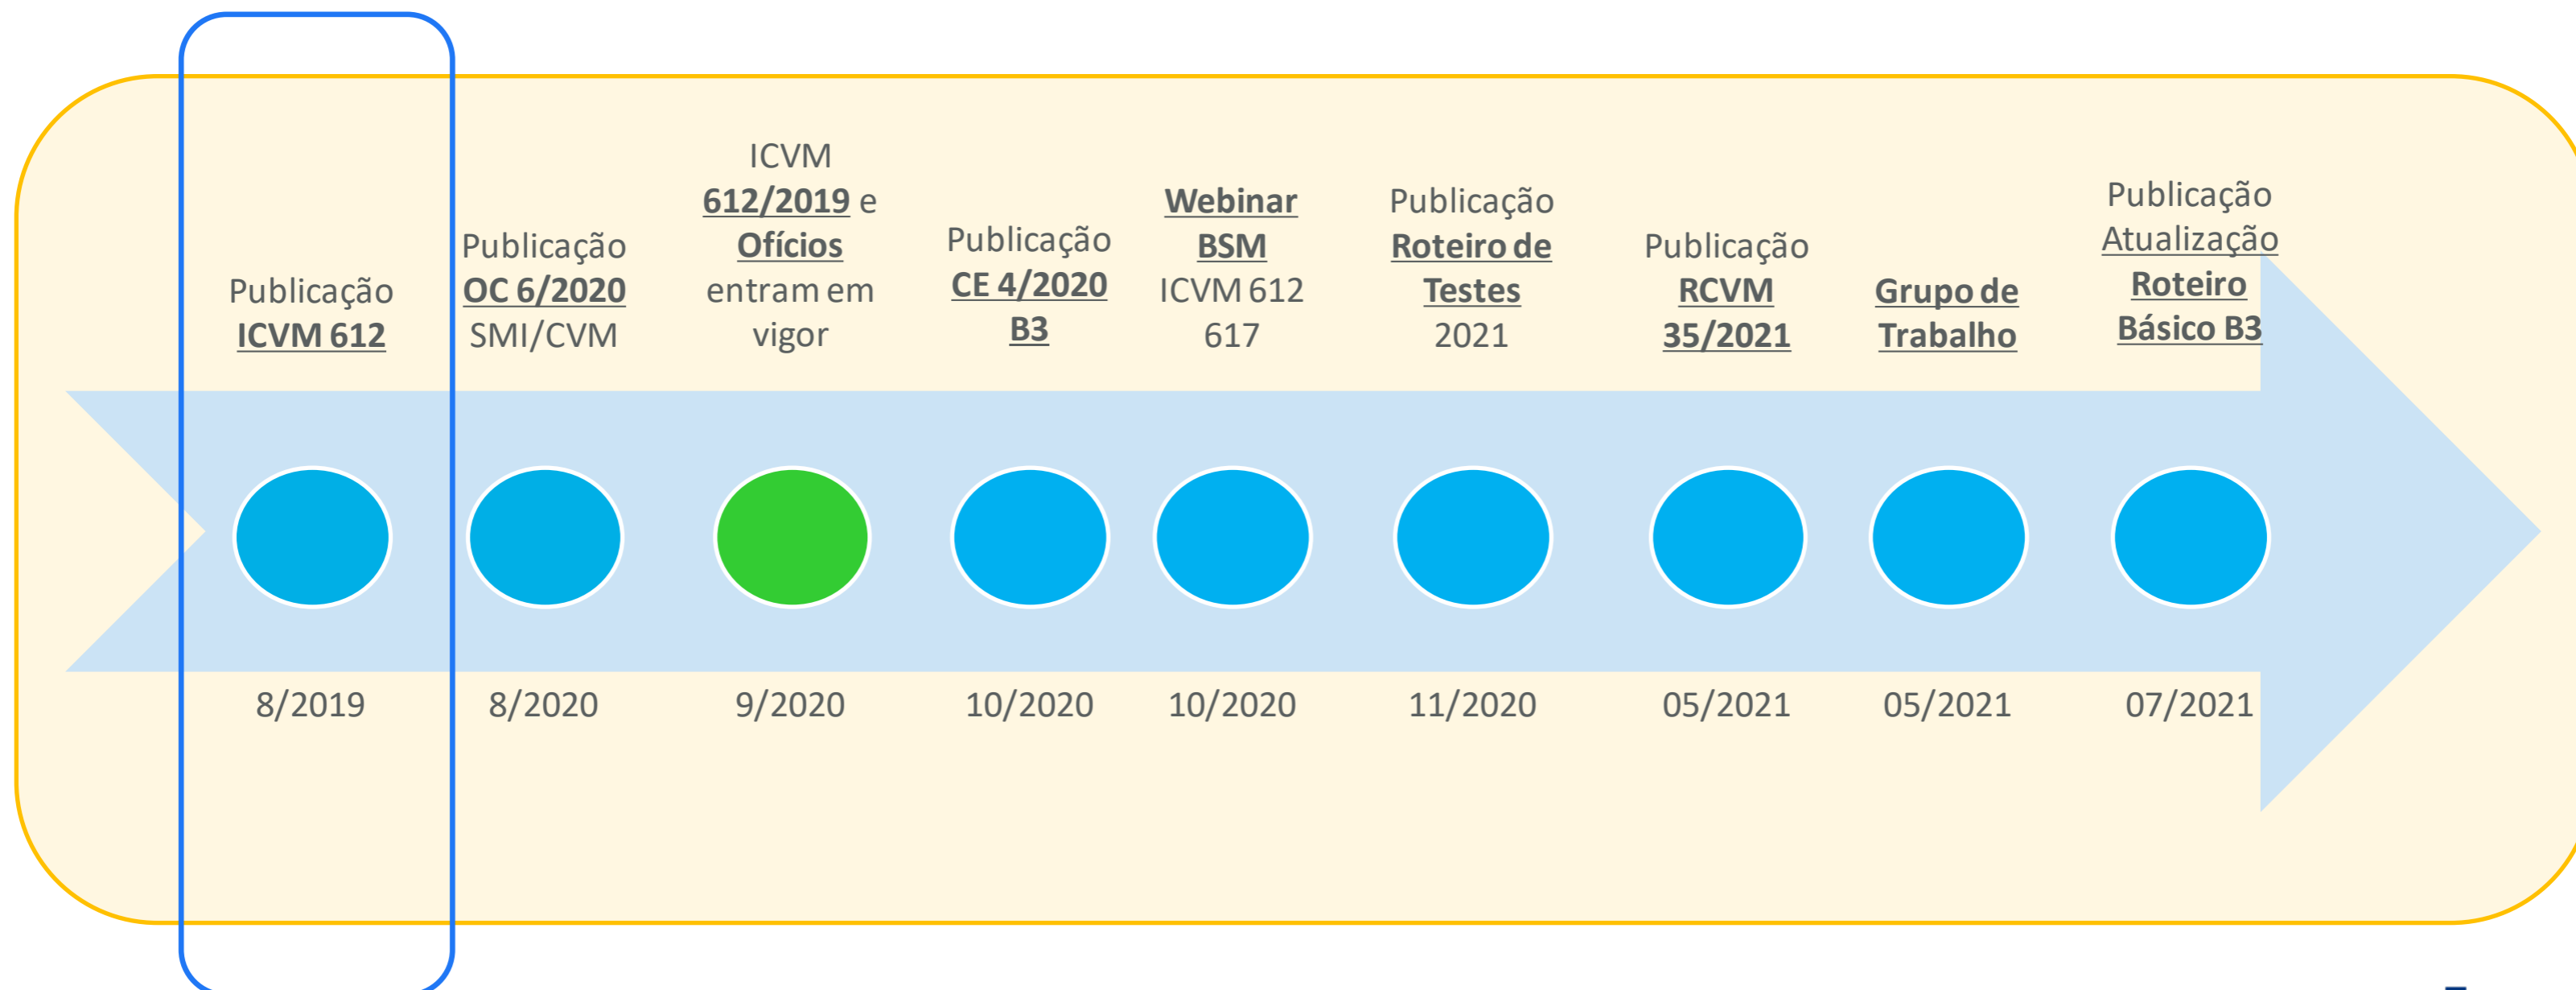 Publicação
ICVM 612
Publicação
OC 6/2020
SMI/CVM
ICVM
612/2019 e
Ofícios
entram em
vigor
Publicação
CE 4/2020
B3
Webinar
BSM
ICVM 612
617
Publicação
Roteiro de
Testes
2021
Publicação
RCVM
35/2021
Grupo de
Trabalho
Publicação
Atualização
Roteiro
Básico B3
8/2019
8/2020
9/2020
10/2020
10/2020
11/2020
05/2021
05/2021
07/2021